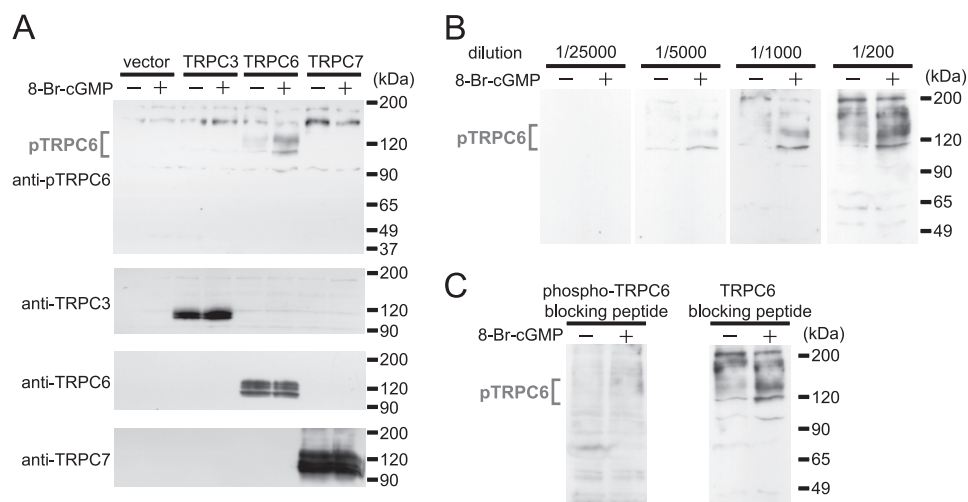 A
vector TRPC3 TRPC6 TRPC7
8-Br-cGMP − + − + − + − + (kDa)
200
pTRPC6
120
anti-pTRPC6
90
65
49
37
200
anti-TRPC3
120
90
200
anti-TRPC6
120
90
200
anti-TRPC7
120
90
B
dilution 1/25000 1/5000 1/1000 1/200
8-Br-cGMP − + − + − + − + (kDa)
200
pTRPC6
120
90
65
49
C
phospho-TRPC6 TRPC6
blocking peptide blocking peptide
8-Br-cGMP − + − + (kDa)
200
pTRPC6
120
90
65
49